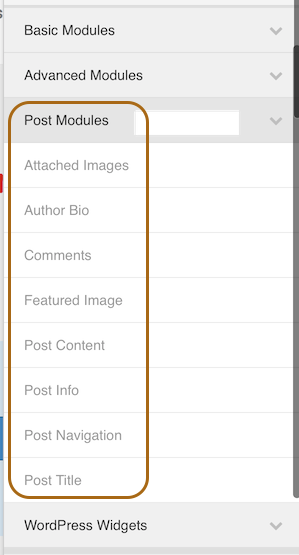 Basic Modules
Advanced Modules
Post Modules
Attached Images
Author Bio
Comments
Featured Image
Post Content
Post Info
Post Navigation
Post Title
WordPress Widgets